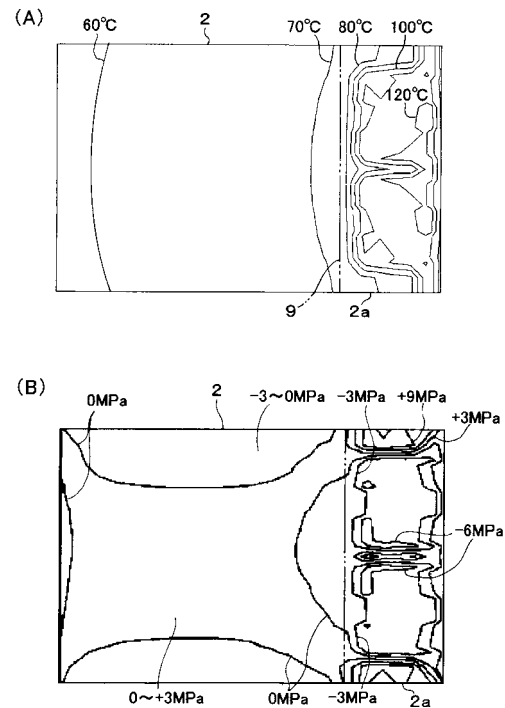 (A)
60℃ 2 70℃ 80℃ 100℃
120℃
9 2a
(B)
0MPa 2 -3～0MPa -3MPa +9MPa
+3MPa
-6MPa
0～+3MPa 0MPa -3MPa 2a